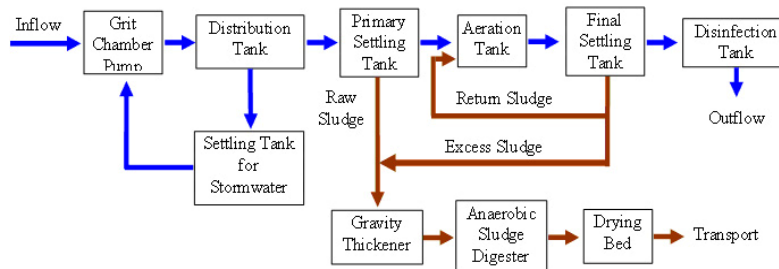 Inflow
Grit
Chamber
Pump
Distribution
Tank
Primary
Settling
Tank
Aeration
Tank
Final
Settling
Tank
Disinfection
Tank
Raw
Sludge
Return Sludge
Outflow
Settling Tank
for
Stormwater
Excess Sludge
Gravity
Thickener
Anaerobic
Sludge
Digester
Drying
Bed
Transport